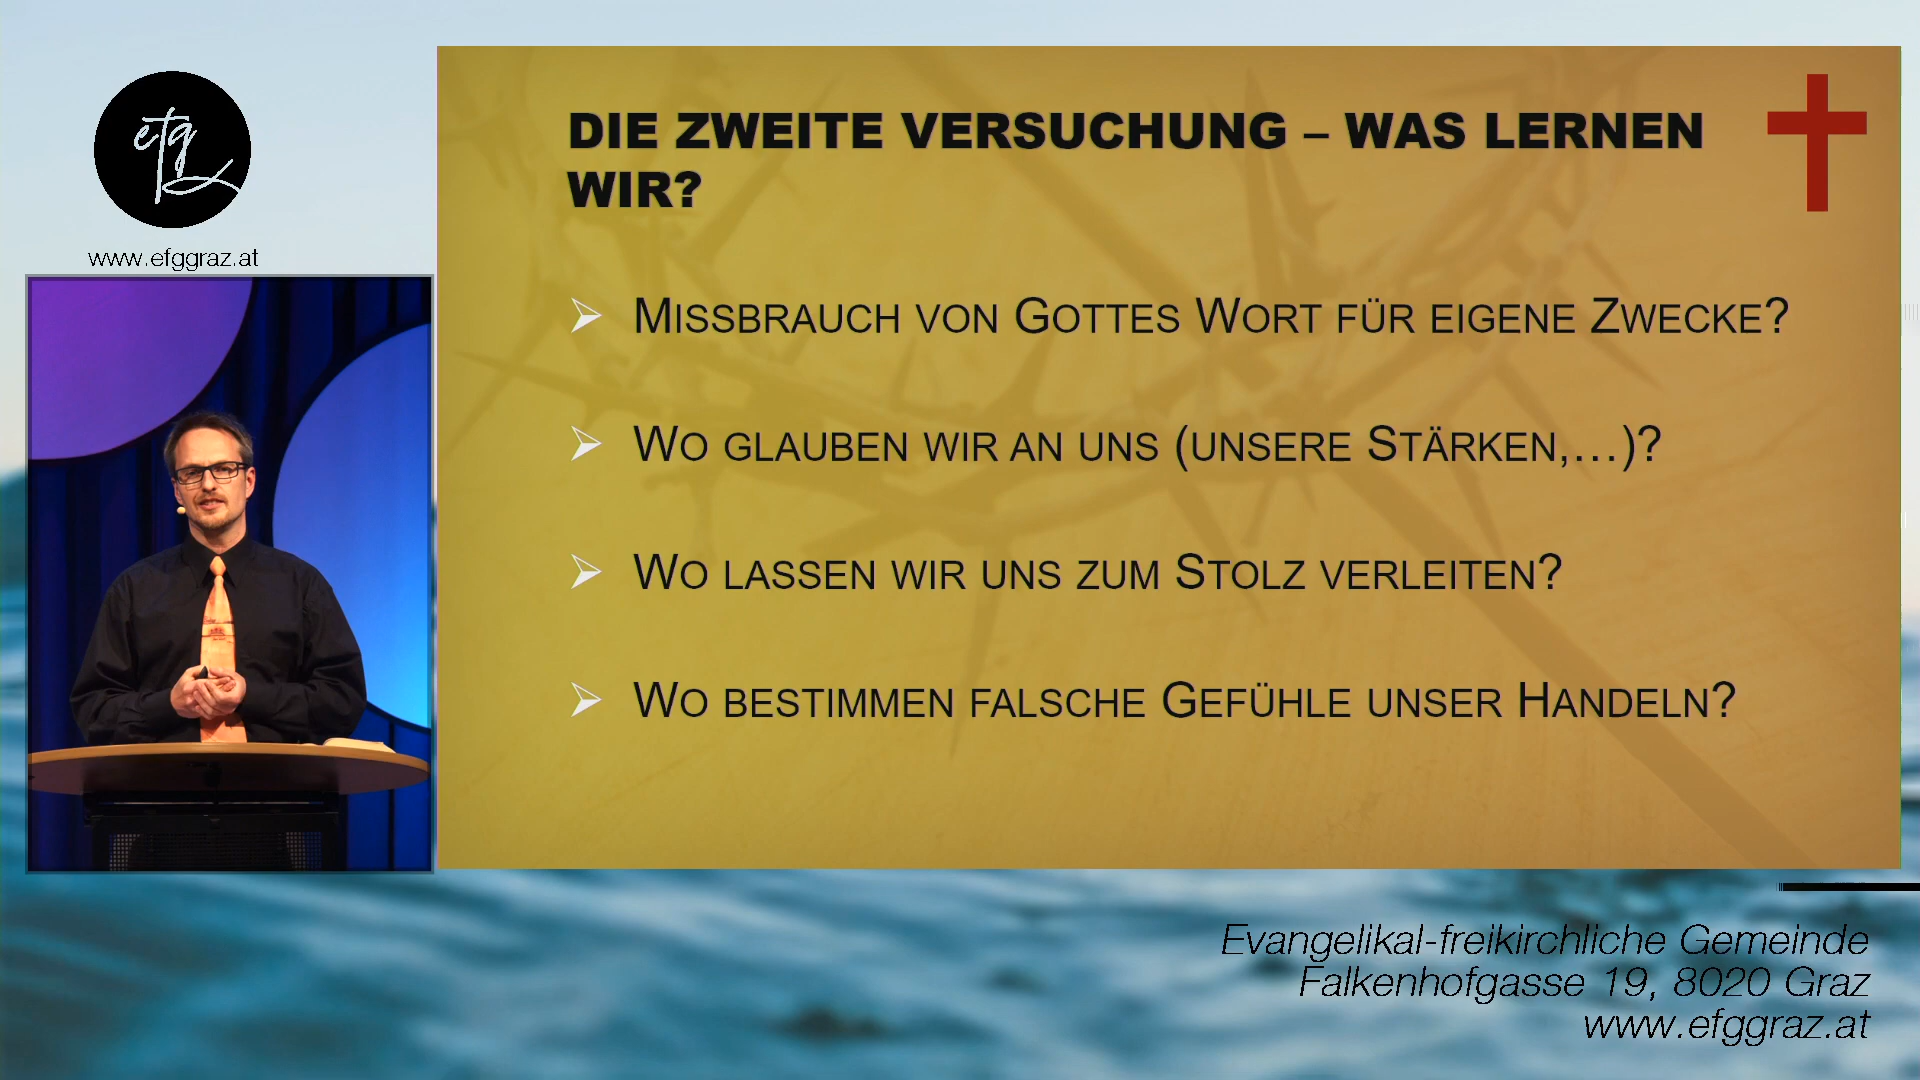 efg
www.efggraz.at
DIE ZWEITE VERSUCHUNG – WAS LERNEN
WIR?
MISSBRAUCH VON GOTTES WORT FÜR EIGENE ZWECKE?
WO GLAUBEN WIR AN UNS (UNSERE STÄRKEN,…)?
WO LASSEN WIR UNS ZUM STOLZ VERLEITEN?
WO BESTIMMEN FALSCHE GEFÜHLE UNSER HANDELN?
Evangelikal-freikirchliche Gemeinde
Falkenhofgasse 19, 8020 Graz
www.efggraz.at